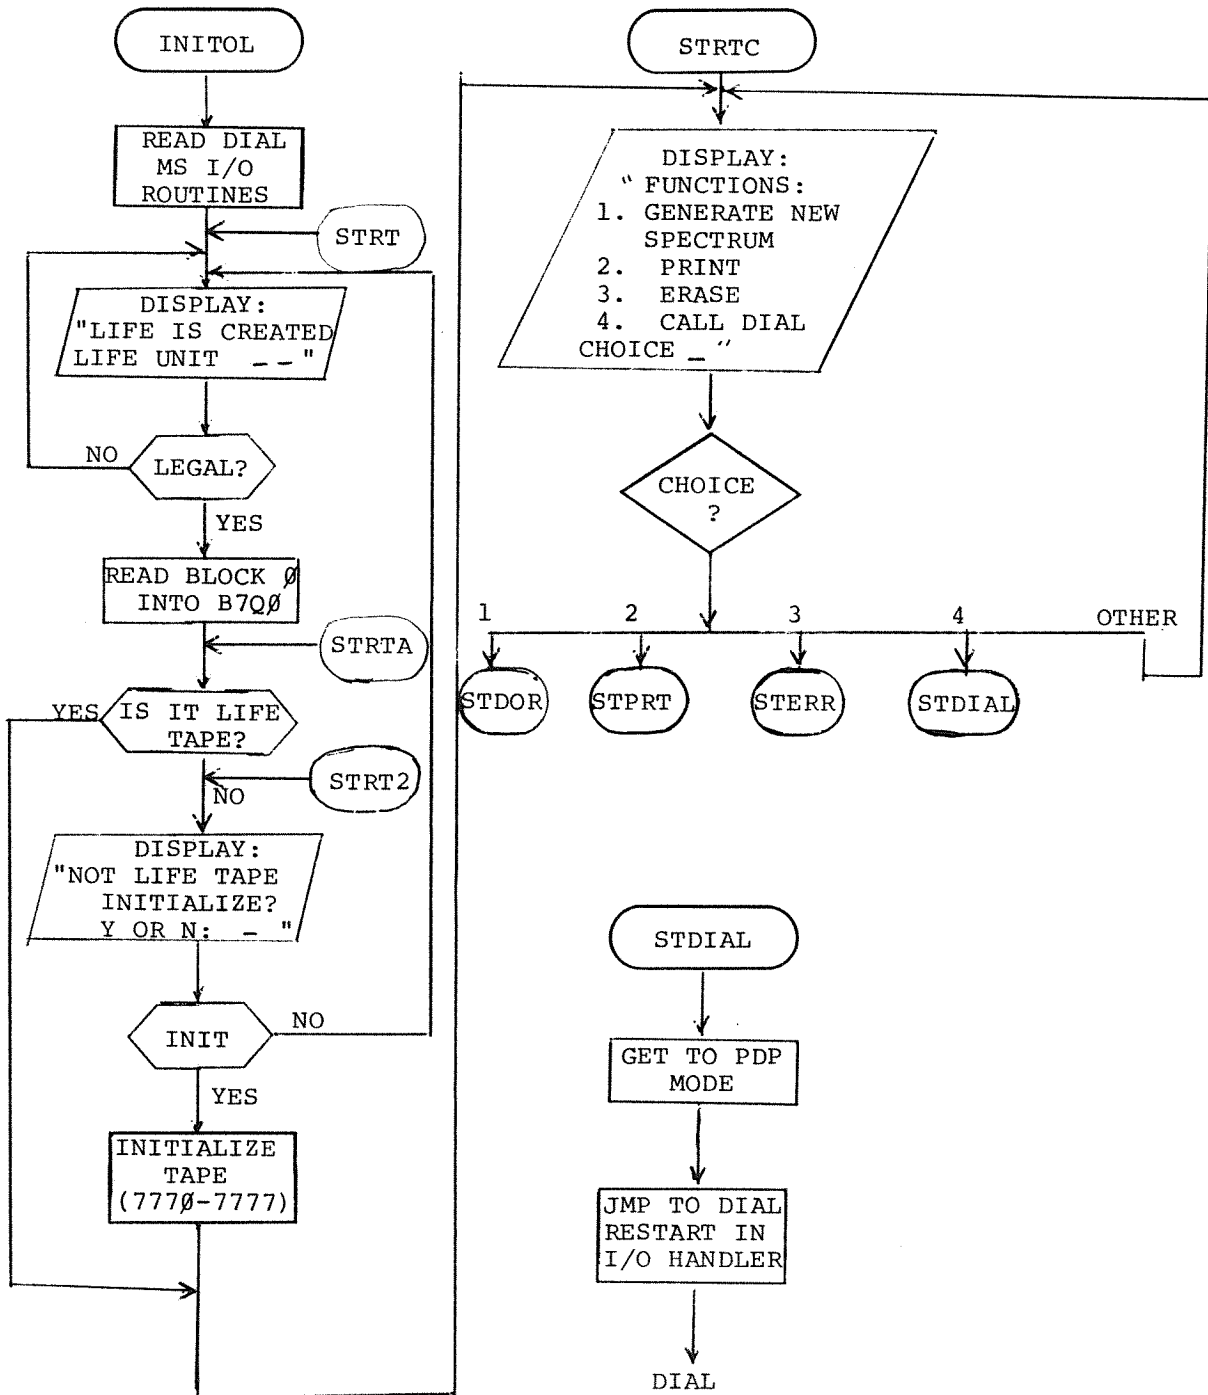 INITOL
READ DIAL
MS I/O
ROUTINES
STRT
DISPLAY:
"LIFE IS CREATED
LIFE UNIT _ _"
LEGAL?
NO
YES
READ BLOCK Ø
INTO B7QØ
STRTA
YES
IS IT LIFE
TAPE?
STRT2
NO
DISPLAY:
"NOT LIFE TAPE
INITIALIZE?
Y OR N: _ "
INIT
NO
YES
INITIALIZE
TAPE
(777Ø-7777)
STRTC
DISPLAY:
" FUNCTIONS:
1. GENERATE NEW
SPECTRUM
2. PRINT
3. ERASE
4. CALL DIAL
CHOICE _ "
CHOICE
?
1
2
3
4
OTHER
STDOR
STPRT
STERR
STDIAL
STDIAL
GET TO PDP
MODE
JMP TO DIAL
RESTART IN
I/O HANDLER
DIAL